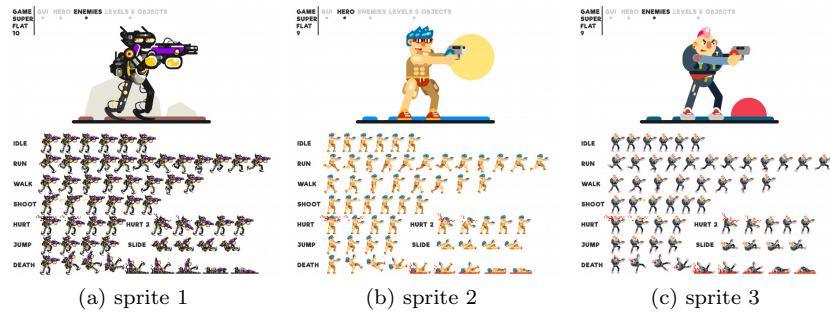 GAME GUI HERO ENEMIES LEVELS & OBJECTS
SUPER
FLAT
10
IDLE
RUN
WALK
SHOOT
HURT HURT 2
JUMP SLIDE
DEATH
(a) sprite 1
GAME GUI HERO ENEMIES LEVELS & OBJECTS
SUPER
FLAT
9
IDLE
RUN
WALK
SHOOT
HURT HURT 2
JUMP SLIDE
DEATH
(b) sprite 2
GAME GUI HERO ENEMIES LEVELS & OBJECTS
SUPER
FLAT
9
IDLE
RUN
WALK
SHOOT
HURT HURT 2
JUMP SLIDE
DEATH
(c) sprite 3